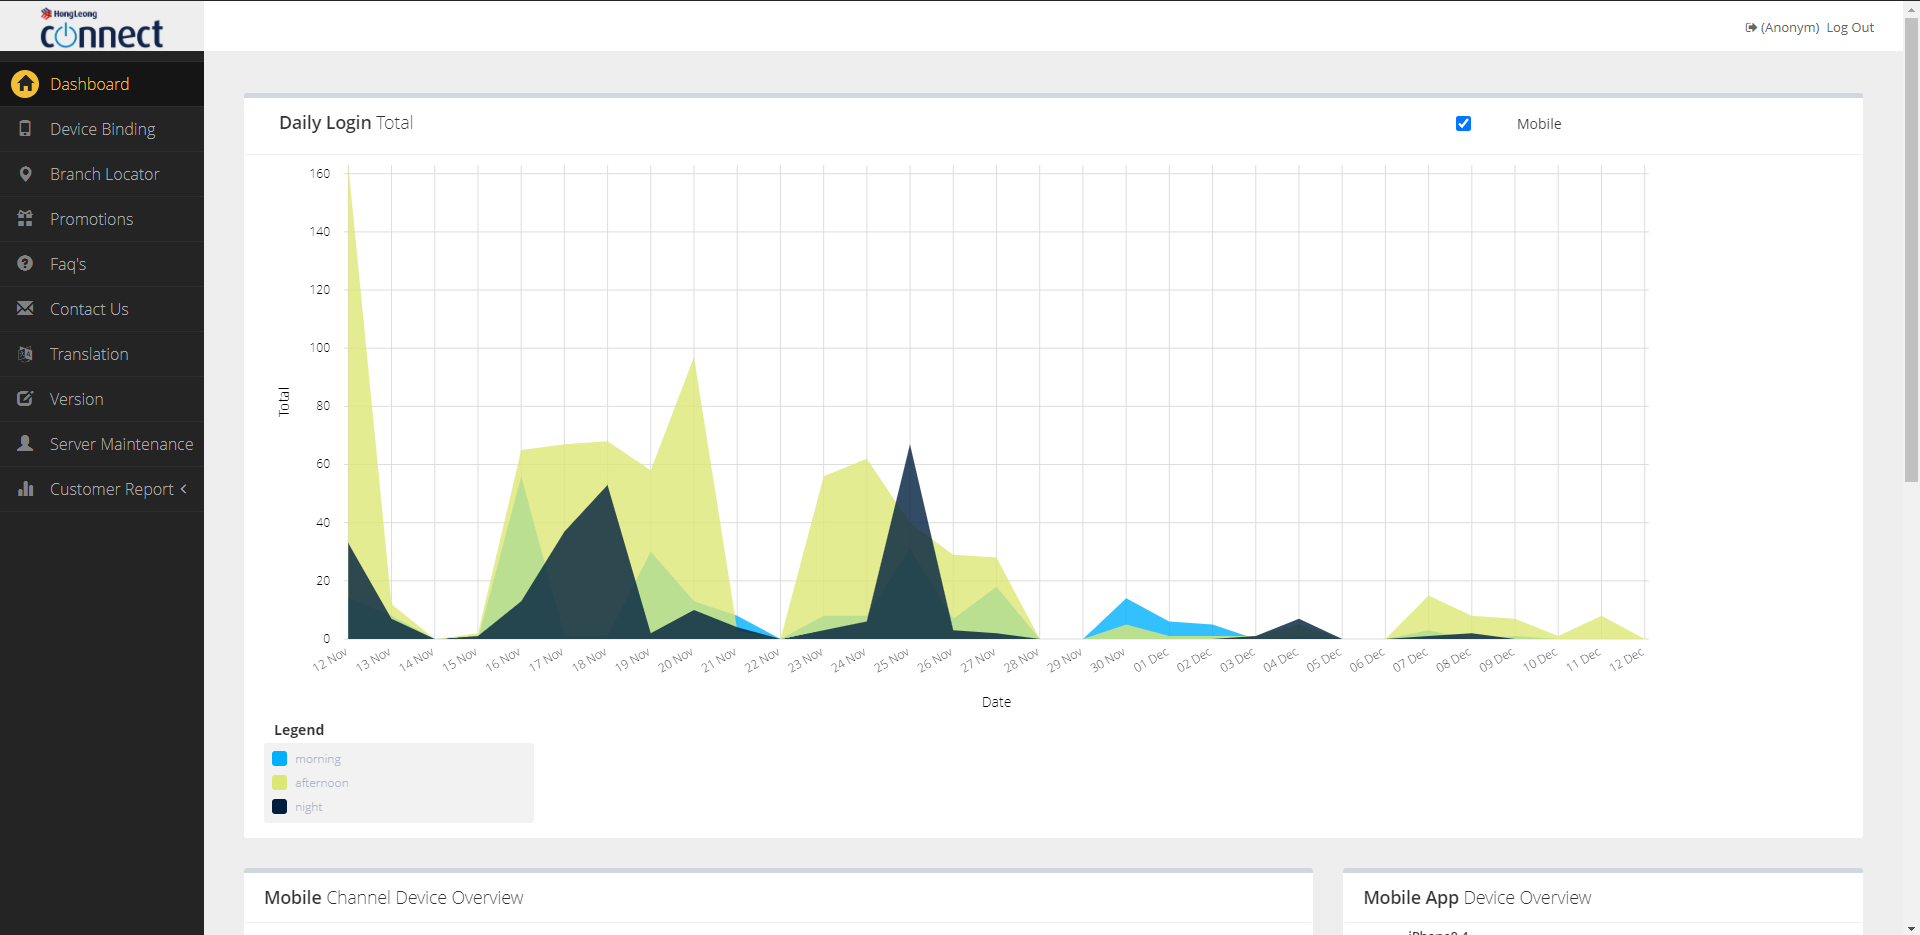 HongLeong
connect
(Anonym) Log Out
Dashboard
Device Binding
Branch Locator
Promotions
Faq's
Contact Us
Translation
Version
Server Maintenance
Customer Report
Daily Login Total
Mobile
160
140
120
100
80
60
40
20
0
Total
12 Nov
13 Nov
14 Nov
15 Nov
16 Nov
17 Nov
18 Nov
19 Nov
20 Nov
21 Nov
22 Nov
23 Nov
24 Nov
25 Nov
26 Nov
27 Nov
28 Nov
29 Nov
30 Nov
01 Dec
02 Dec
03 Dec
04 Dec
05 Dec
06 Dec
07 Dec
08 Dec
09 Dec
10 Dec
11 Dec
12 Dec
Date
Legend
morning
afternoon
night
Mobile Channel Device Overview
Mobile App Device Overview